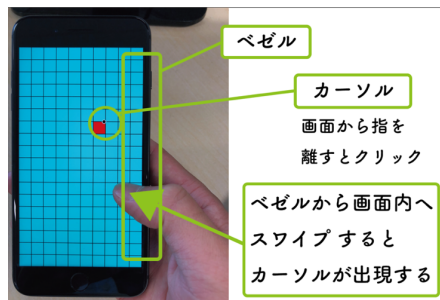 ベゼル
カーソル
画面から指を
離すとクリック
ベゼルから画面内へ
スワイプすると
カーソルが出現する